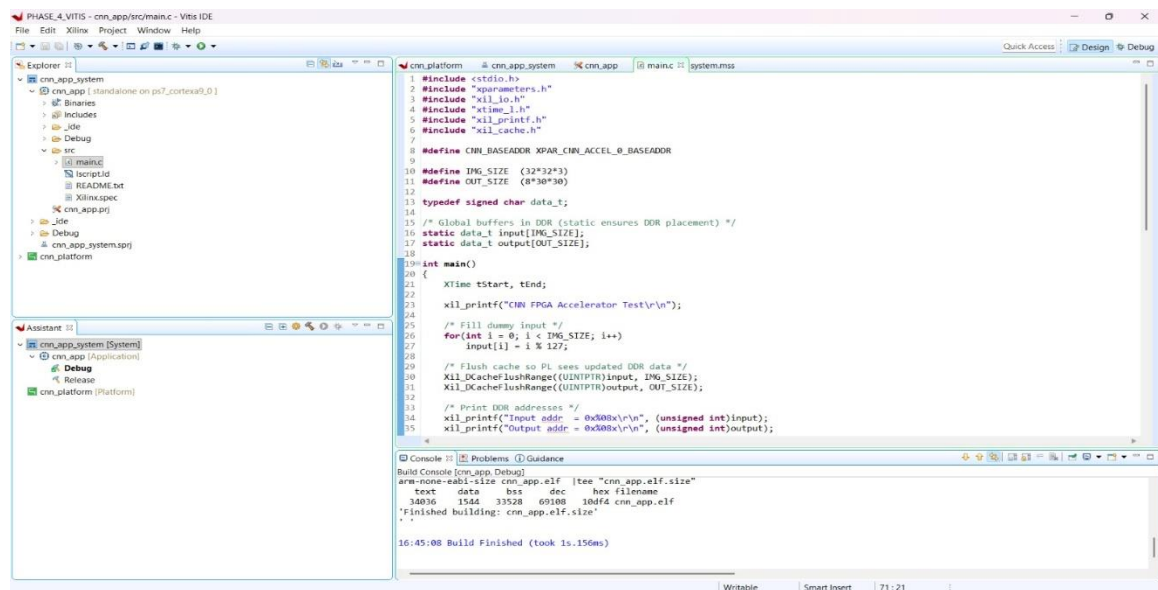 PHASE_4_VITIS - cnn_app/src/main.c - Vitis IDE
File Edit Xilinx Project Window Help
Quick Access Design Debug
Explorer
cnn_app_system
cnn_app [ standalone on ps7_cortexa9_0 ]
Binaries
Includes
_ide
Debug
src
main.c
lscript.ld
README.txt
Xilinx.spec
cnn_app.prj
_ide
Debug
cnn_app_system.sprj
cnn_platform
Assistant
cnn_app_system [System]
cnn_app [Application]
Debug
Release
cnn_platform [Platform]
cnn_platform cnn_app_system cnn_app main.c system.mss
1 #include <stdio.h>
2 #include "xparameters.h"
3 #include "xil_io.h"
4 #include "xtime_l.h"
5 #include "xil_printf.h"
6 #include "xil_cache.h"
7
8 #define CNN_BASEADDR XPAR_CNN_ACCEL_0_BASEADDR
9
10 #define IMG_SIZE (32*32*3)
11 #define OUT_SIZE (8*30*30)
12
13 typedef signed char data_t;
14
15 /* Global buffers in DDR (static ensures DDR placement) */
16 static data_t input[IMG_SIZE];
17 static data_t output[OUT_SIZE];
18
19 int main()
20 {
21 XTime tStart, tEnd;
22
23 xil_printf("CNN FPGA Accelerator Test\r\n");
24
25 /* Fill dummy input */
26 for(int i = 0; i < IMG_SIZE; i++)
27 input[i] = i % 127;
28
29 /* Flush cache so PL sees updated DDR data */
30 Xil_DCacheFlushRange((UINTPTR)input, IMG_SIZE);
31 Xil_DCacheFlushRange((UINTPTR)output, OUT_SIZE);
32
33 /* Print DDR addresses */
34 xil_printf("Input addr = 0x%08x\r\n", (unsigned int)input);
35 xil_printf("Output addr = 0x%08x\r\n", (unsigned int)output);
Console Problems Guidance
Build Console [cnn_app, Debug]
arm-none-eabi-size cnn_app.elf |tee "cnn_app.elf.size"
text data bss dec hex filename
34036 1544 33528 69108 10df4 cnn_app.elf
'Finished building: cnn_app.elf.size'
' '
16:45:08 Build Finished (took 1s.156ms)
Writable Smart Insert 71 : 21